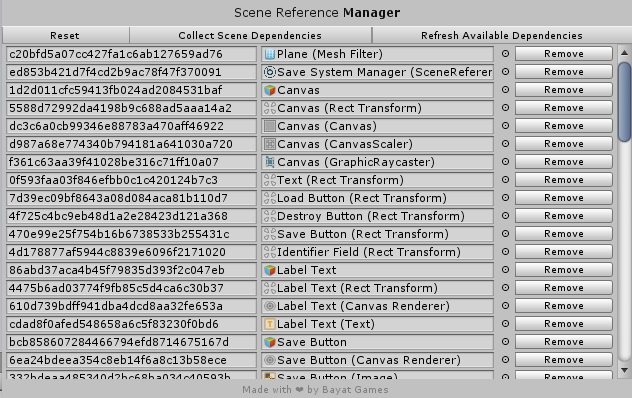 Scene Reference Manager
Reset Collect Scene Dependencies Refresh Available Dependencies
c20bfd5a07cc427fa1c6ab127659ad76 Plane (Mesh Filter) Remove
ed853b421d7f4cd2b9ac78f47f370091 Save System Manager (SceneReferer Remove
1d2d011cfc59413fb024ad2084531baf Canvas Remove
5588d72992da4198b9c688ad5aaa14a2 Canvas (Rect Transform) Remove
dc3c6a0cb99346e88783a470aff46922 Canvas (Canvas) Remove
d987a68e774340b794181a641030a720 Canvas (CanvasScaler) Remove
f361c63aa39f41028be316c71ff10a07 Canvas (GraphicRaycaster) Remove
0f593faa03f846efbb0c1c420124b7c3 Text (Rect Transform) Remove
7d39ec09bf8643a08d084aca81b110d7 Load Button (Rect Transform) Remove
4f725c4bc9eb48d1a2e28423d121a368 Destroy Button (Rect Transform) Remove
470e99e25f754b16b6738533b255431c Save Button (Rect Transform) Remove
4d178877af5944c8839e6096f2171020 Identifier Field (Rect Transform) Remove
86abd37aca4b45f79835d393f2c047eb Label Text Remove
4475b6ad03774f9fb85c5d4ca6c30b37 Label Text (Rect Transform) Remove
610d739bdff941dba4dcd8aa32fe653a Label Text (Canvas Renderer) Remove
cdad8f0afed548658a6c5f83230f0bd6 Label Text (Text) Remove
bcb858607284466794efd8714675167d Save Button Remove
6ea24bdeea354c8eb14f6a8c13b58ece Save Button (Canvas Renderer) Remove
332bdeaa485340d2bc68ba034c40593b Save Button (Image) Remove
Made with ❤ by Bayat Games